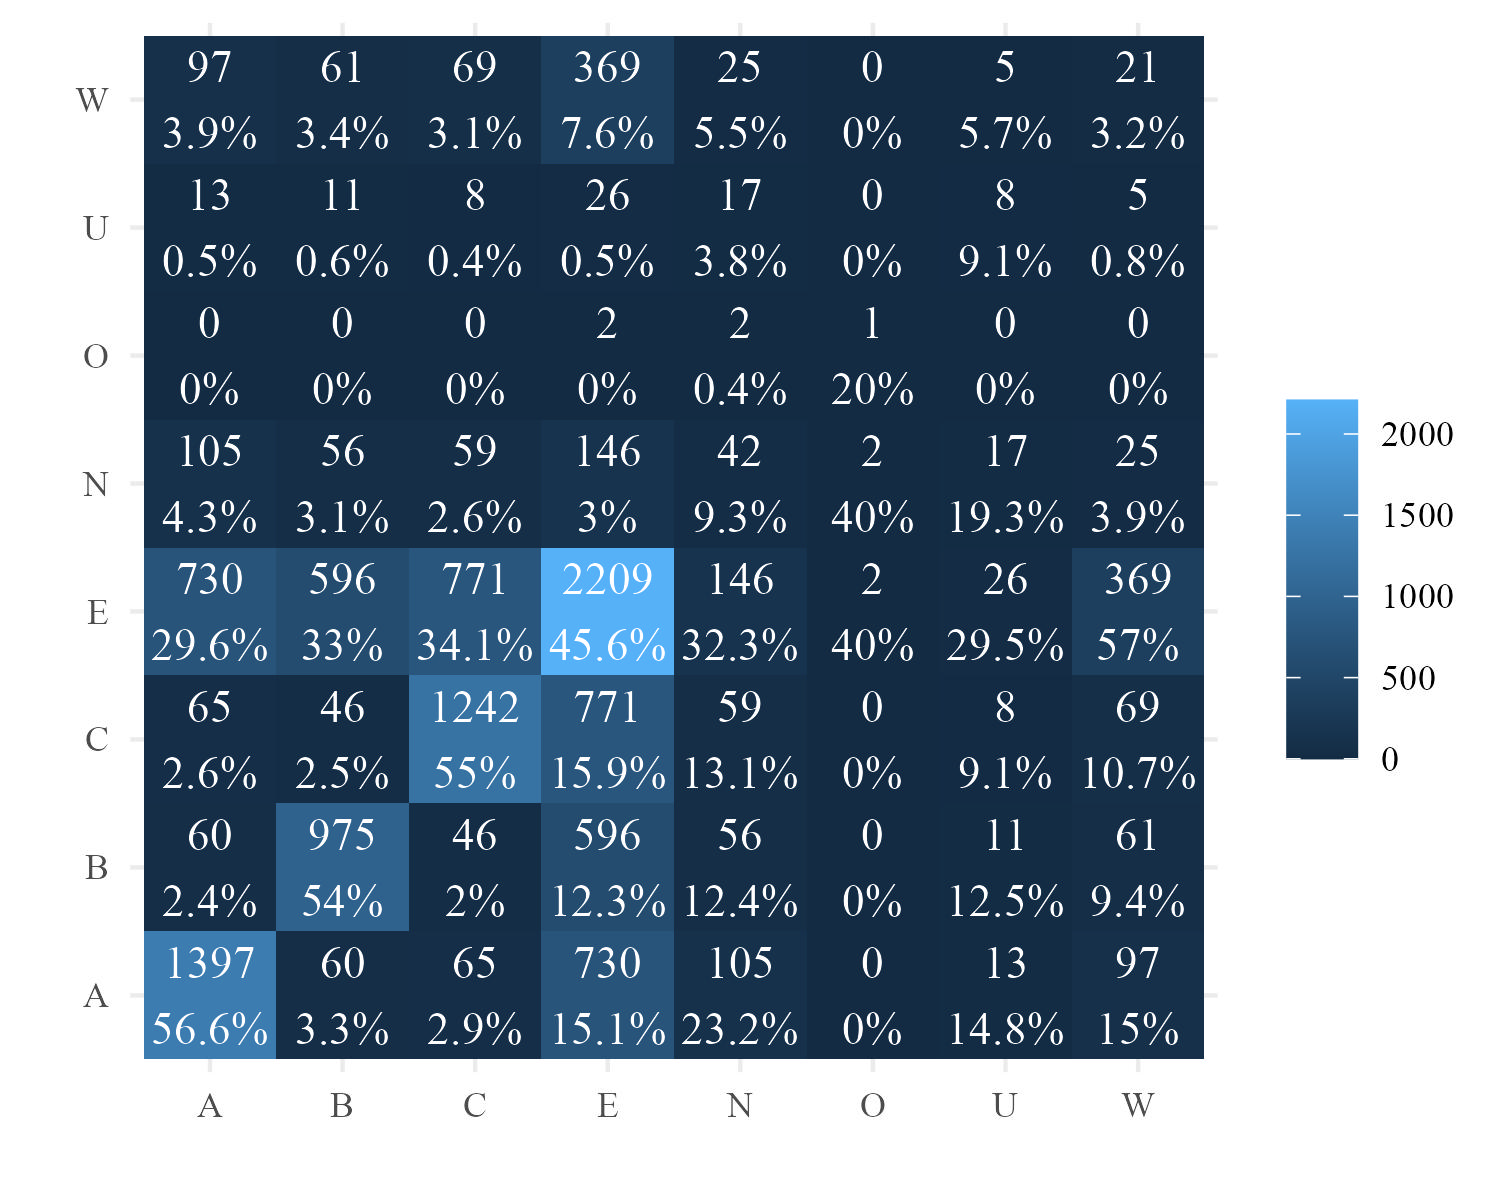 W 97 61 69 369 25 0 5 21
3.9% 3.4% 3.1% 7.6% 5.5% 0% 5.7% 3.2%
U 13 11 8 26 17 0 8 5
0.5% 0.6% 0.4% 0.5% 3.8% 0% 9.1% 0.8%
O 0 0 0 2 2 1 0 0
0% 0% 0% 0% 0.4% 20% 0% 0%
N 105 56 59 146 42 2 17 25
4.3% 3.1% 2.6% 3% 9.3% 40% 19.3% 3.9%
E 730 596 771 2209 146 2 26 369
29.6% 33% 34.1% 45.6% 32.3% 40% 29.5% 57%
C 65 46 1242 771 59 0 8 69
2.6% 2.5% 55% 15.9% 13.1% 0% 9.1% 10.7%
B 60 975 46 596 56 0 11 61
2.4% 54% 2% 12.3% 12.4% 0% 12.5% 9.4%
A 1397 60 65 730 105 0 13 97
56.6% 3.3% 2.9% 15.1% 23.2% 0% 14.8% 15%
A B C E N O U W
2000
1500
1000
500
0